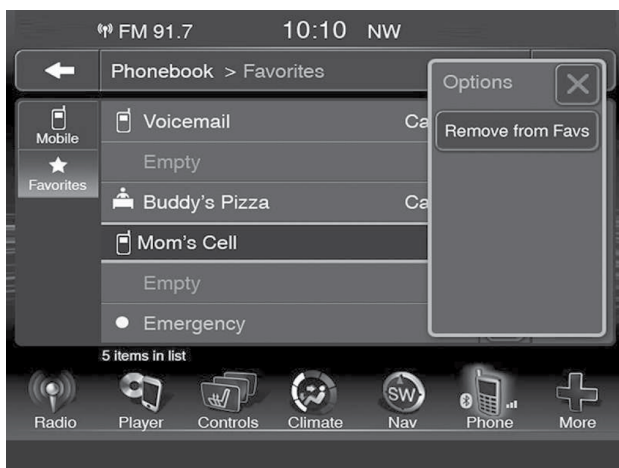 FM 91.7 10:10 NW
Phonebook > Favorites
Options
Mobile
Voicemail Ca
Remove from Favs
Empty
Favorites
Buddy's Pizza Ca
Mom's Cell
Empty
Emergency
5 items in list
SW
Radio Player Controls Climate Nav Phone More